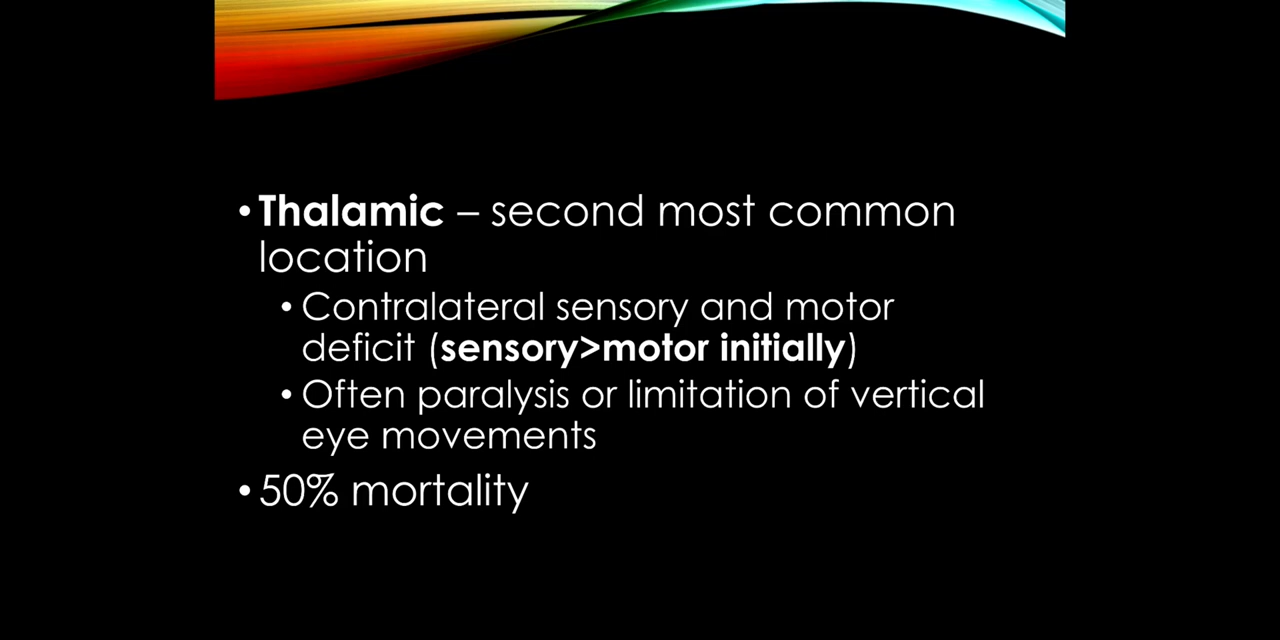 • Thalamic – second most common
location
• Contralateral sensory and motor
deficit (sensory>motor initially)
• Often paralysis or limitation of vertical
eye movements
• 50% mortality